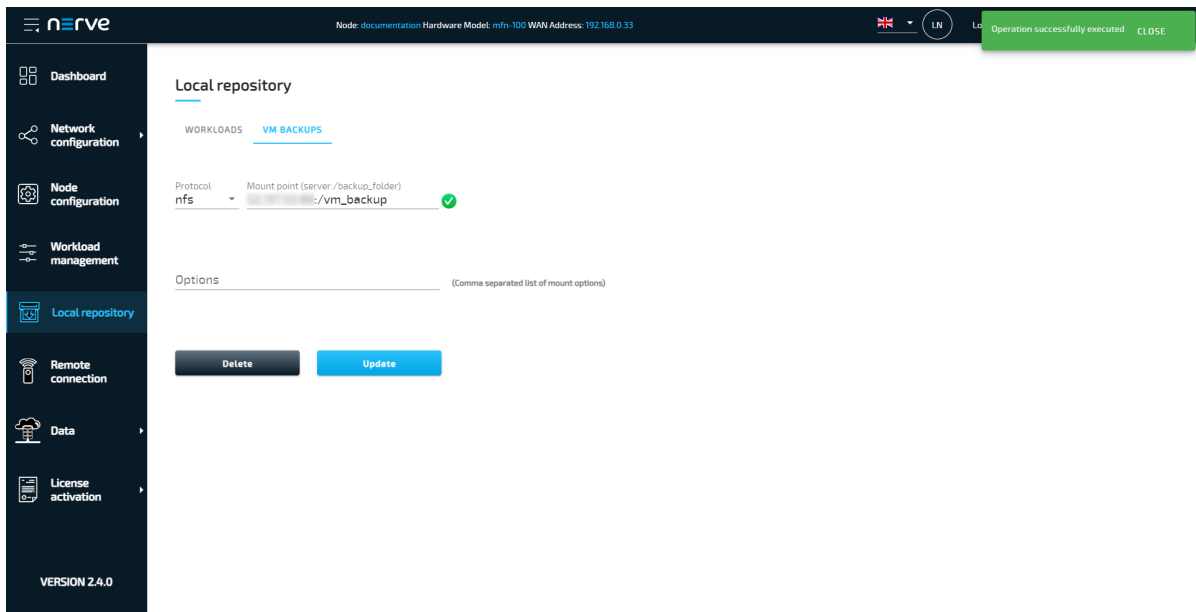 nerve
Node: documentation Hardware Model: mfn-100 WAN Address: 192.168.0.33
LN
Operation successfully executed CLOSE
Dashboard
Network
configuration
Node
configuration
Workload
management
Local repository
Remote
connection
Data
License
activation
VERSION 2.4.0
Local repository
WORKLOADS VM BACKUPS
Protocol Mount point (server:/backup_folder)
nfs :/vm_backup
Options (Comma separated list of mount options)
Delete Update